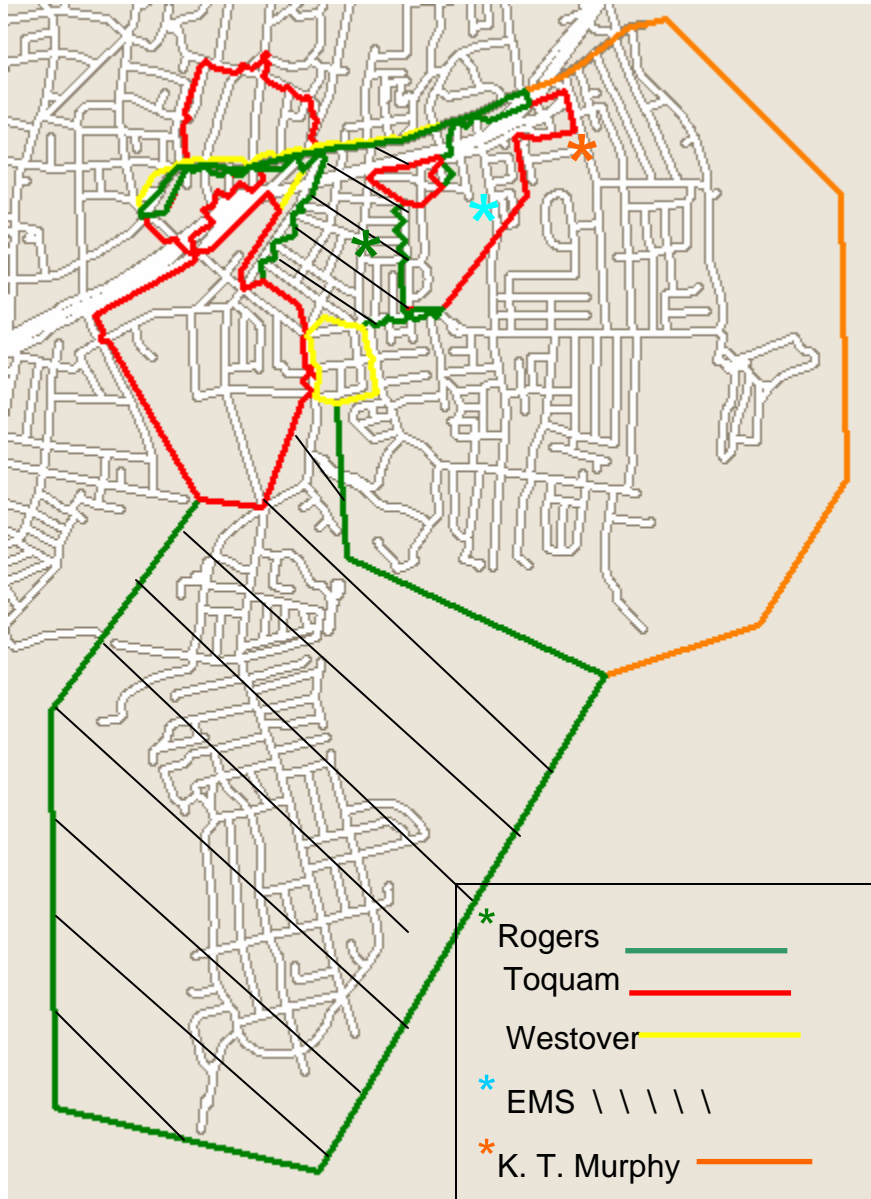 * Rogers
Toquam
Westover
* EMS \ \ \ \ \
* K. T. Murphy